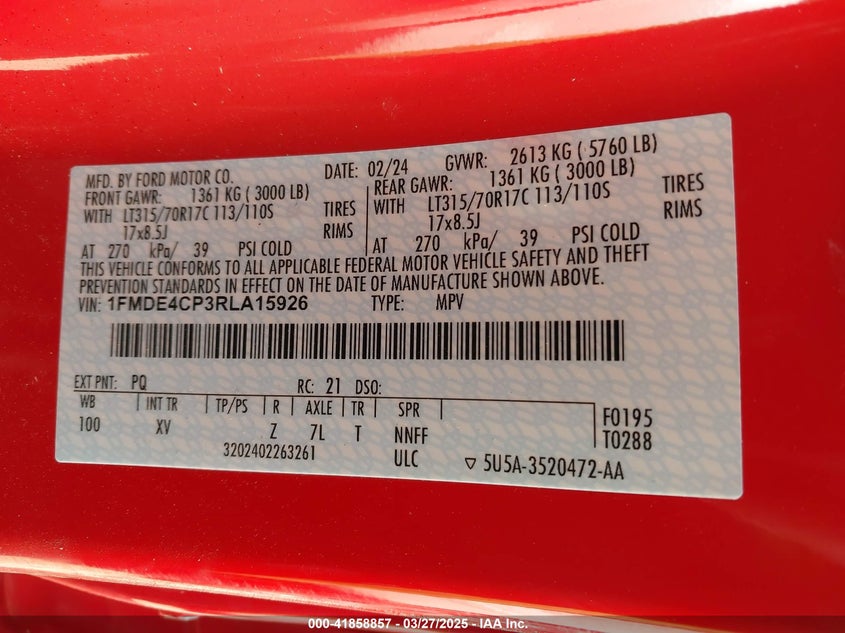 MFD. BY FORD MOTOR CO. DATE: 02/24 GVWR: 2613 KG ( 5760 LB)
FRONT GAWR: 1361 KG ( 3000 LB) REAR GAWR: 1361 KG ( 3000 LB)
WITH LT315/70R17C 113/110S TIRES WITH LT315/70R17C 113/110S TIRES
17x8.5J RIMS 17x8.5J RIMS
AT 270 kPa/ 39 PSI COLD AT 270 kPa/ 39 PSI COLD
THIS VEHICLE CONFORMS TO ALL APPLICABLE FEDERAL MOTOR VEHICLE SAFETY AND THEFT
PREVENTION STANDARDS IN EFFECT ON THE DATE OF MANUFACTURE SHOWN ABOVE.
VIN: 1FMDE4CP3RLA15926 TYPE: MPV
EXT PNT: PQ RC: 21 DSO:
WB INT TR TP/PS R AXLE TR SPR F0195
100 XV Z 7L T NNFF T0288
3202402263261 ULC ▽ 5U5A-3520472-AA
000-41858857 - 03/27/2025 - IAA, Inc.